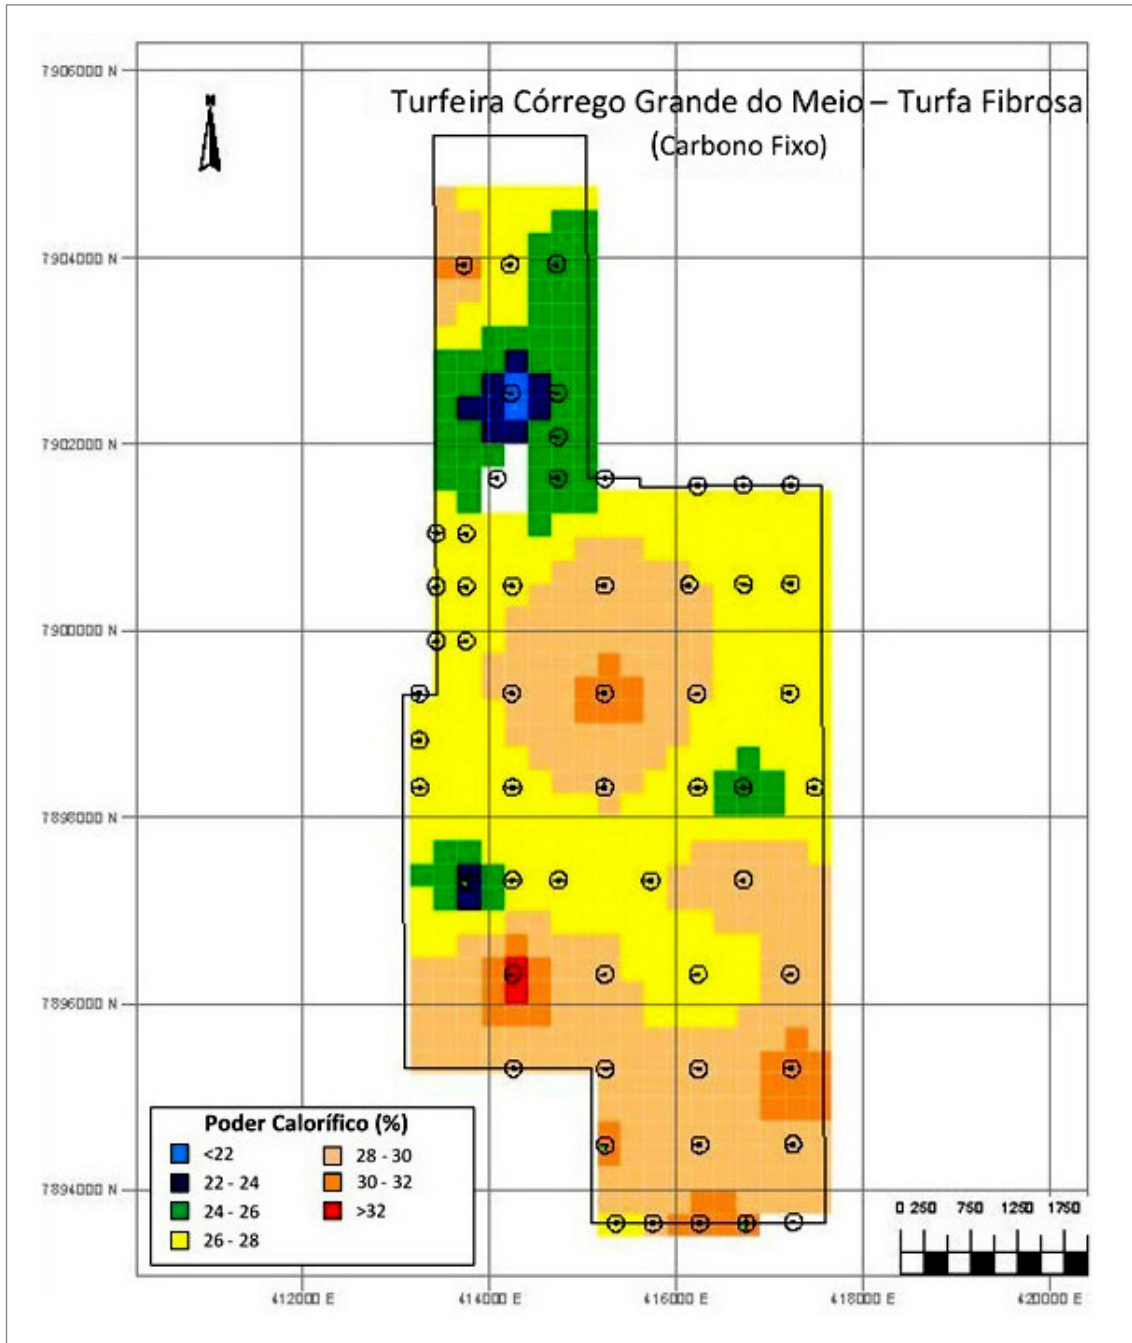 Turfeira Córrego Grande do Meio – Turfa Fibrosa
(Carbono Fixo)
N
7906000 N
7904000 N
7902000 N
7900000 N
7898000 N
7896000 N
7894000 N
Poder Calorífico (%)
<22
22 - 24
24 - 26
26 - 28
28 - 30
30 - 32
>32
0 250 750 1250 1750
412000 E 414000 E 416000 E 418000 E 420000 E